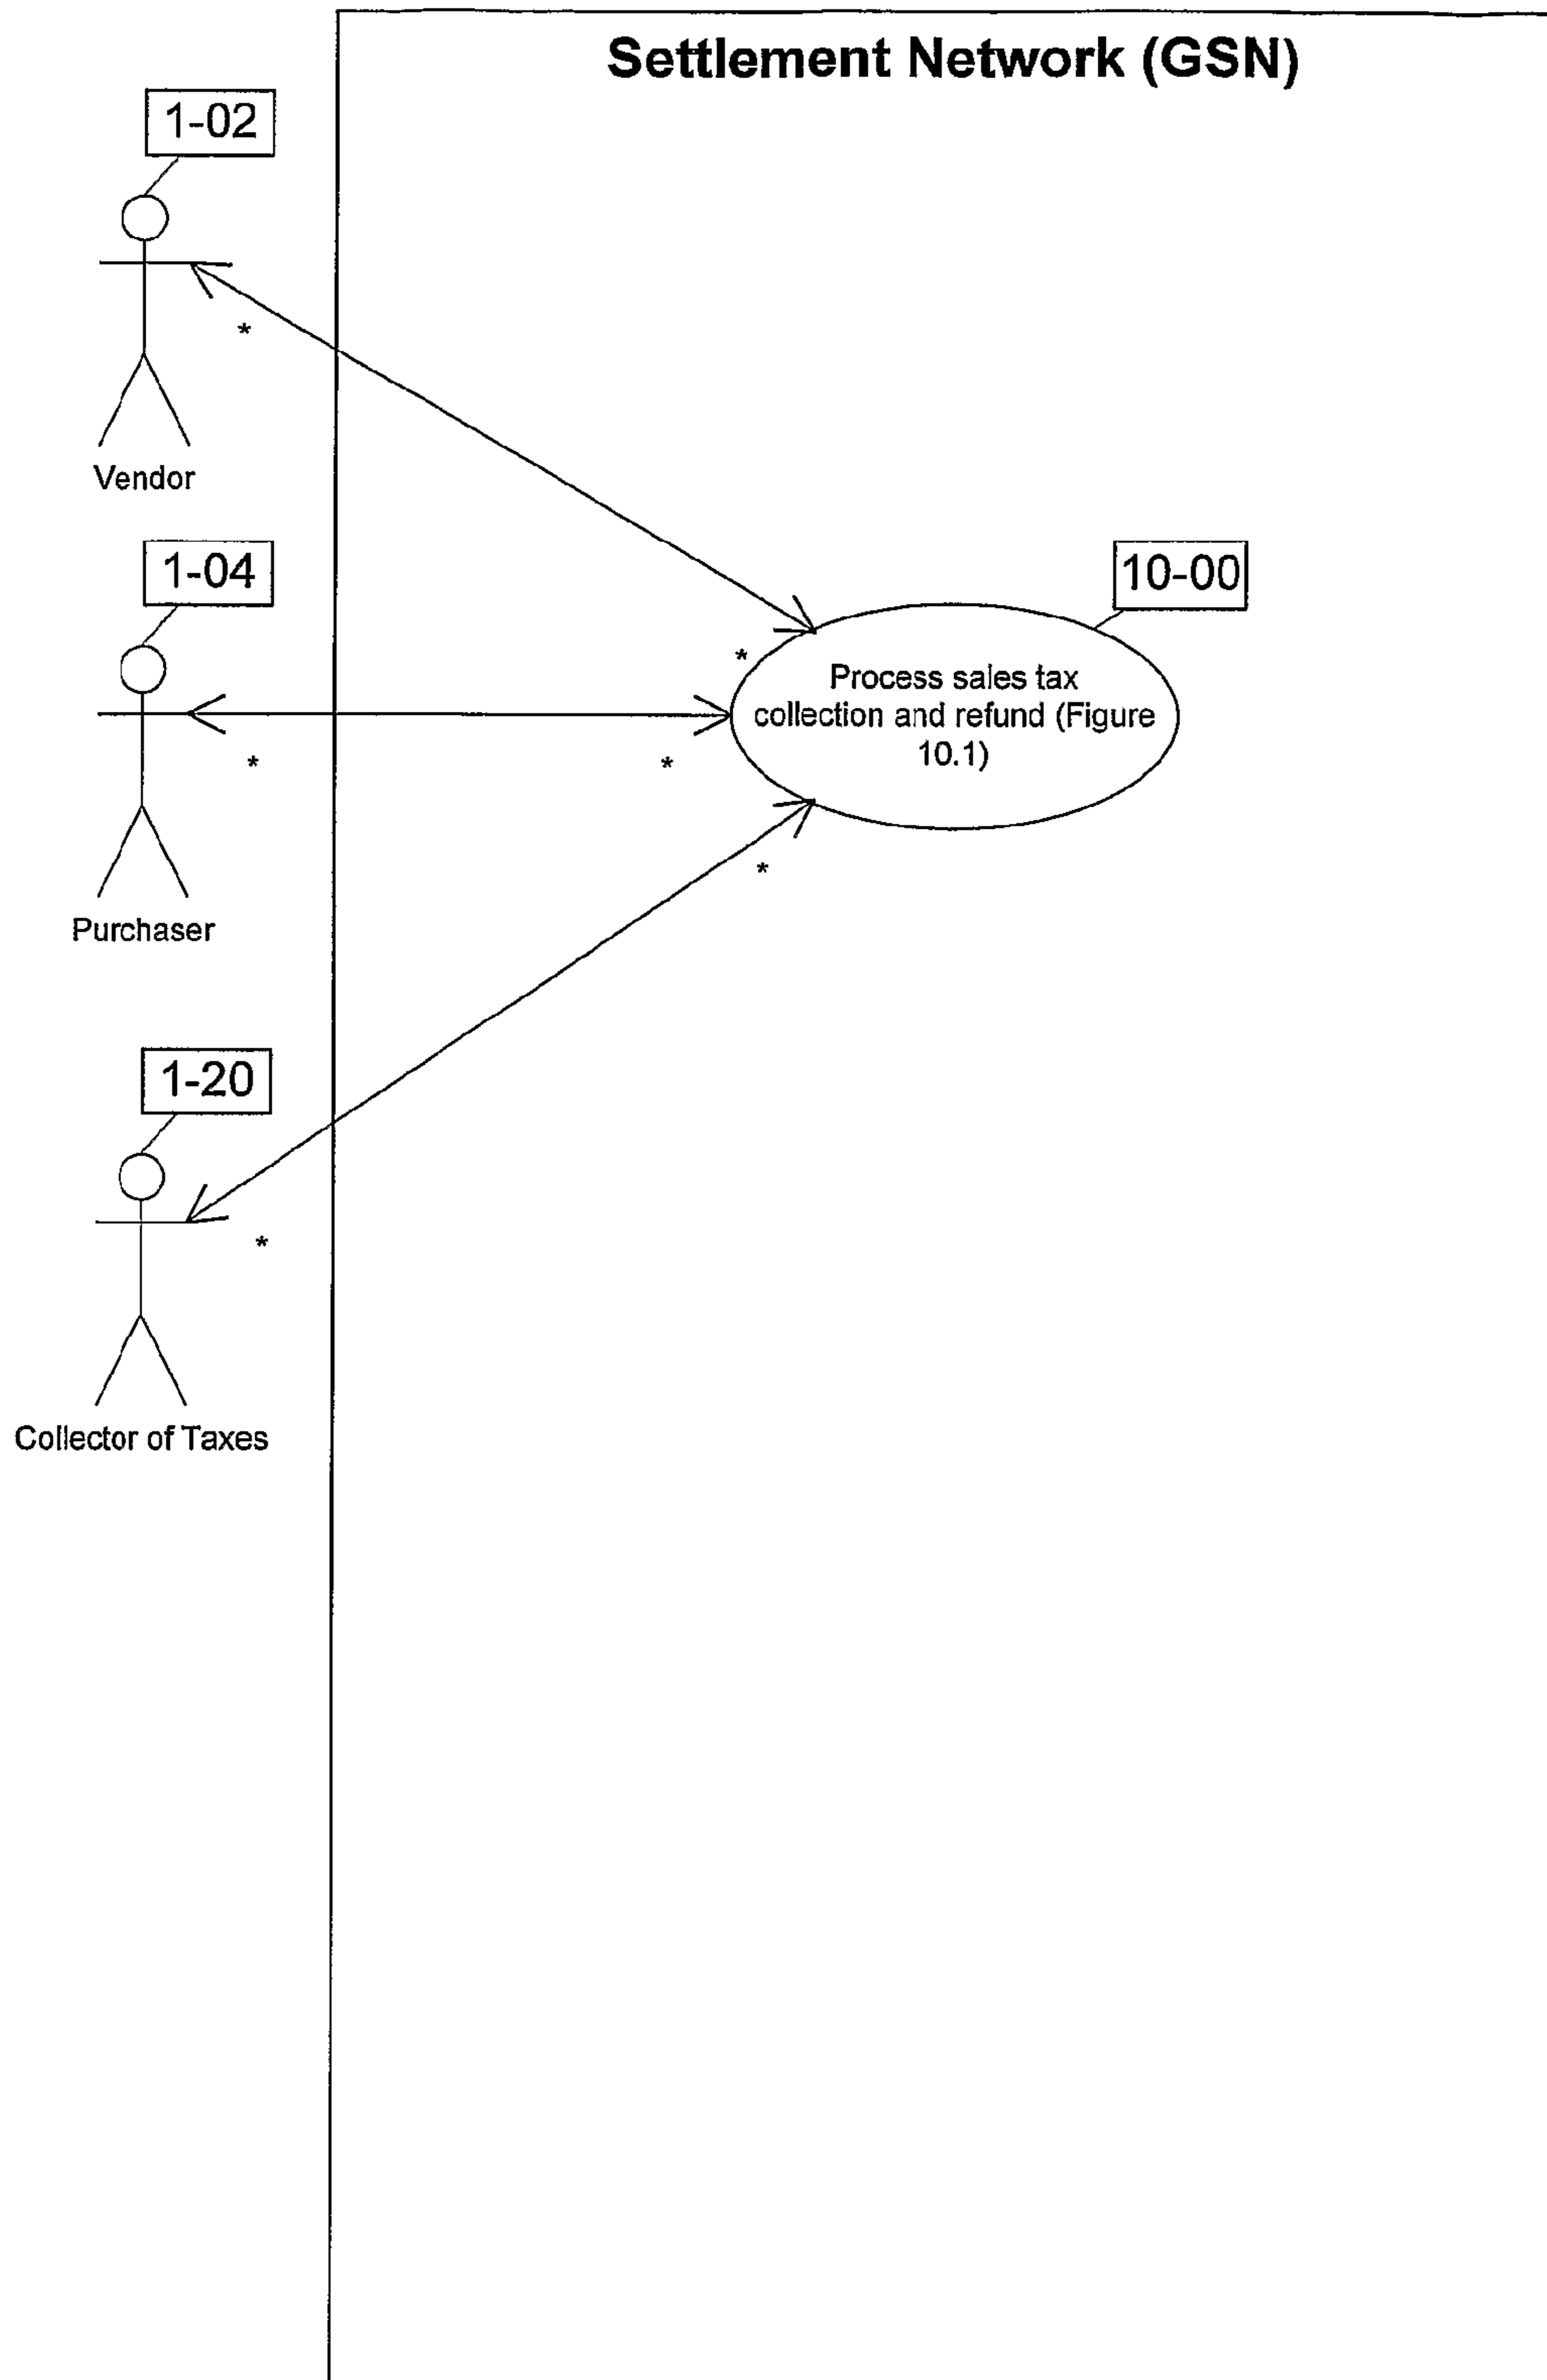 Settlement Network (GSN)
1-02
*
Vendor
1-04
10-00
*
Process sales tax
collection and refund (Figure
10.1)
*
*
*
Purchaser
1-20
*
Collector of Taxes